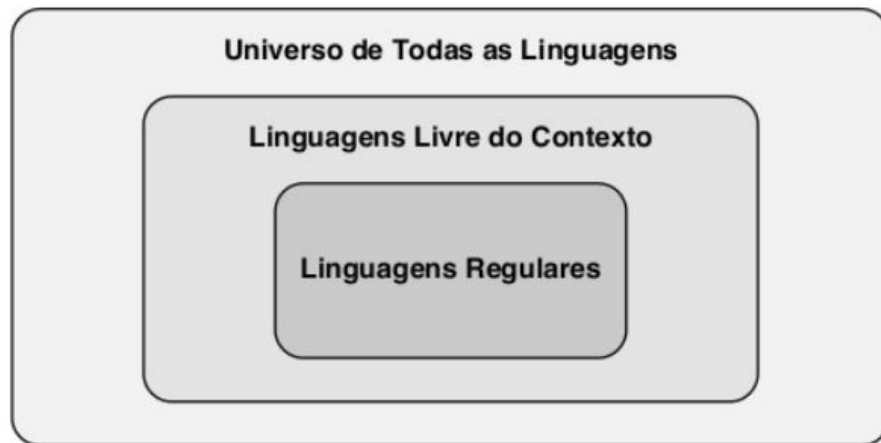 Universo de Todas as Linguagens
Linguagens Livre do Contexto
Linguagens Regulares